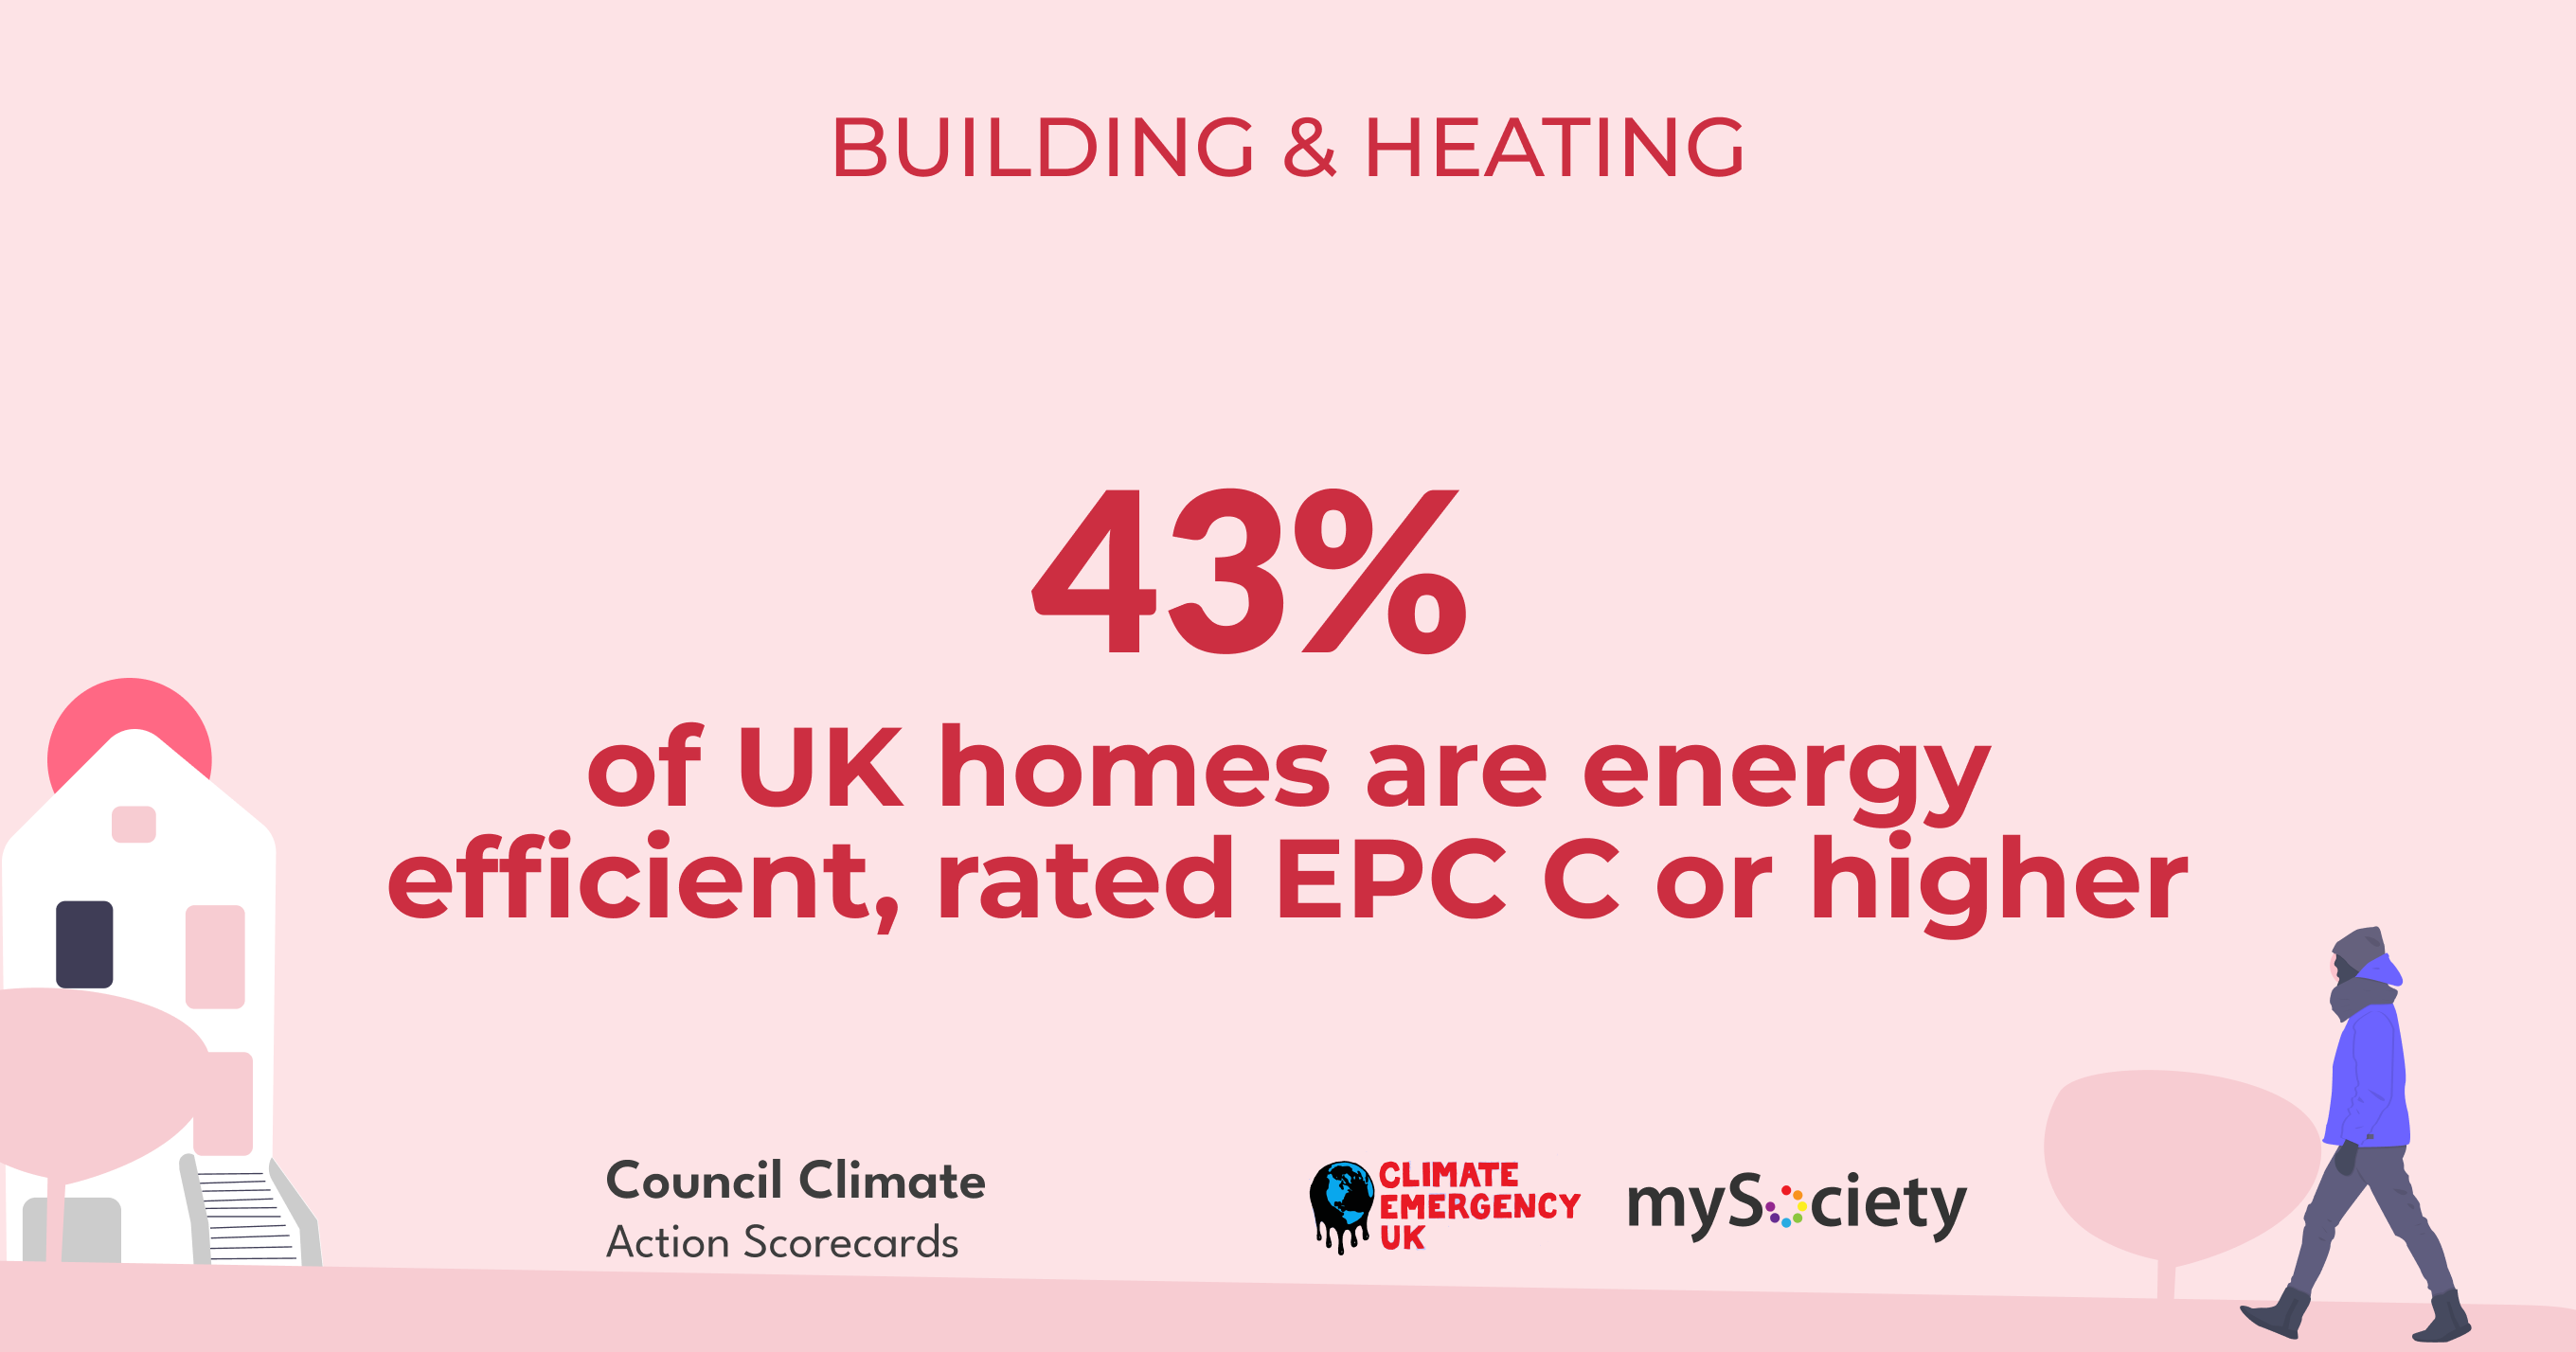 BUILDING & HEATING
43%
of UK homes are energy
efficient, rated EPC C or higher
Council Climate
Action Scorecards
CLIMATE
EMERGENCY
UK
mySociety